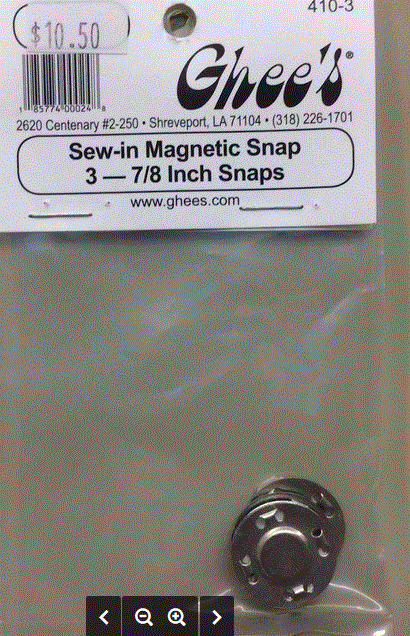 410-3
$10.50
Ghee's®
1 85774 00024 8
2620 Centenary #2-250 • Shreveport, LA 71104 • (318) 226-1701
Sew-in Magnetic Snap
3 — 7/8 Inch Snaps
www.ghees.com